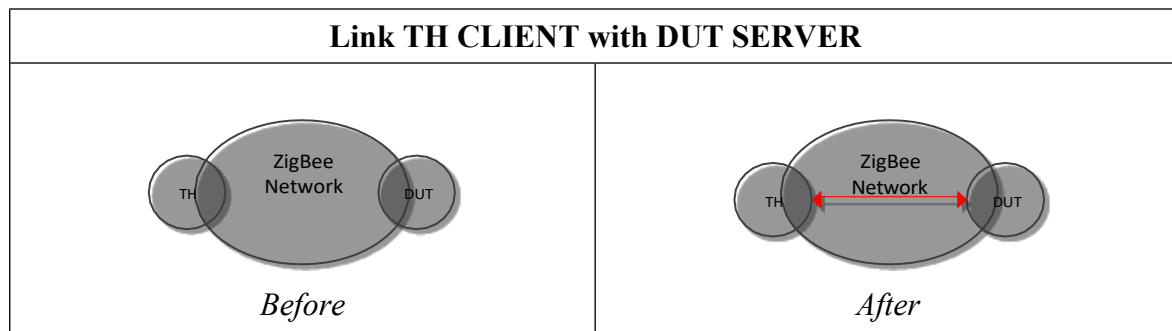 Link TH CLIENT with DUT SERVER
ZigBee
Network
TH
DUT
Before
ZigBee
Network
TH
DUT
After